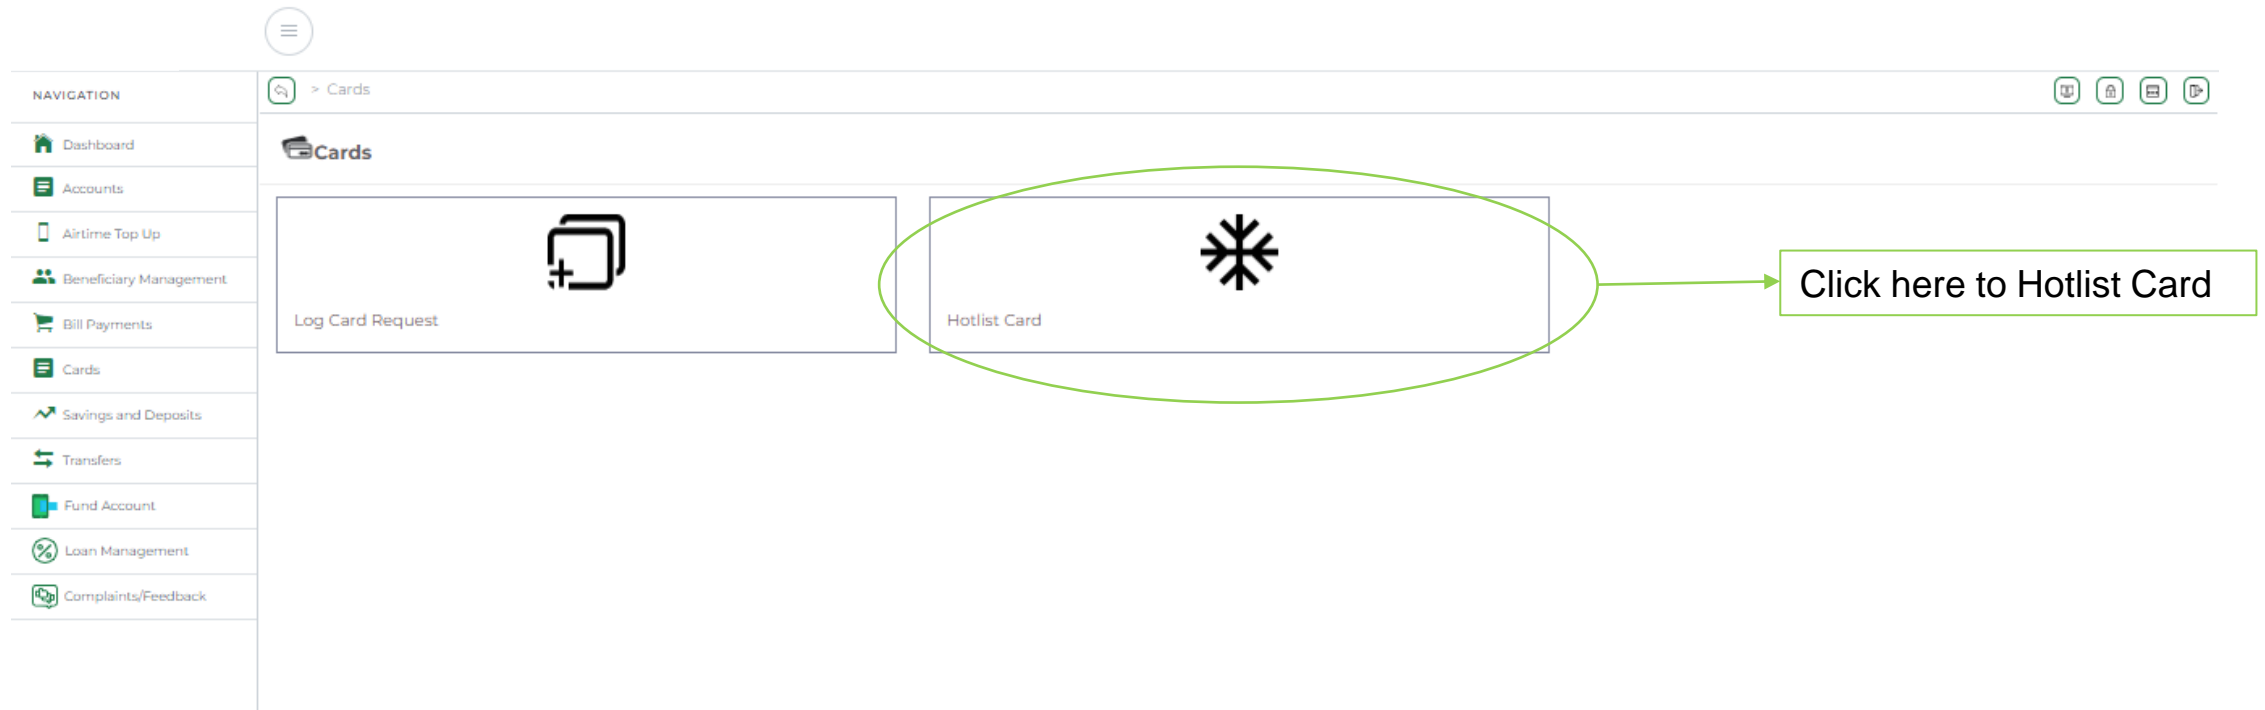 NAVIGATION
> Cards
Dashboard
Cards
Accounts
Airtime Top Up
Beneficiary Management
Bill Payments
Cards
Savings and Deposits
Transfers
Fund Account
Loan Management
Complaints/Feedback
Log Card Request
Hotlist Card
Click here to Hotlist Card